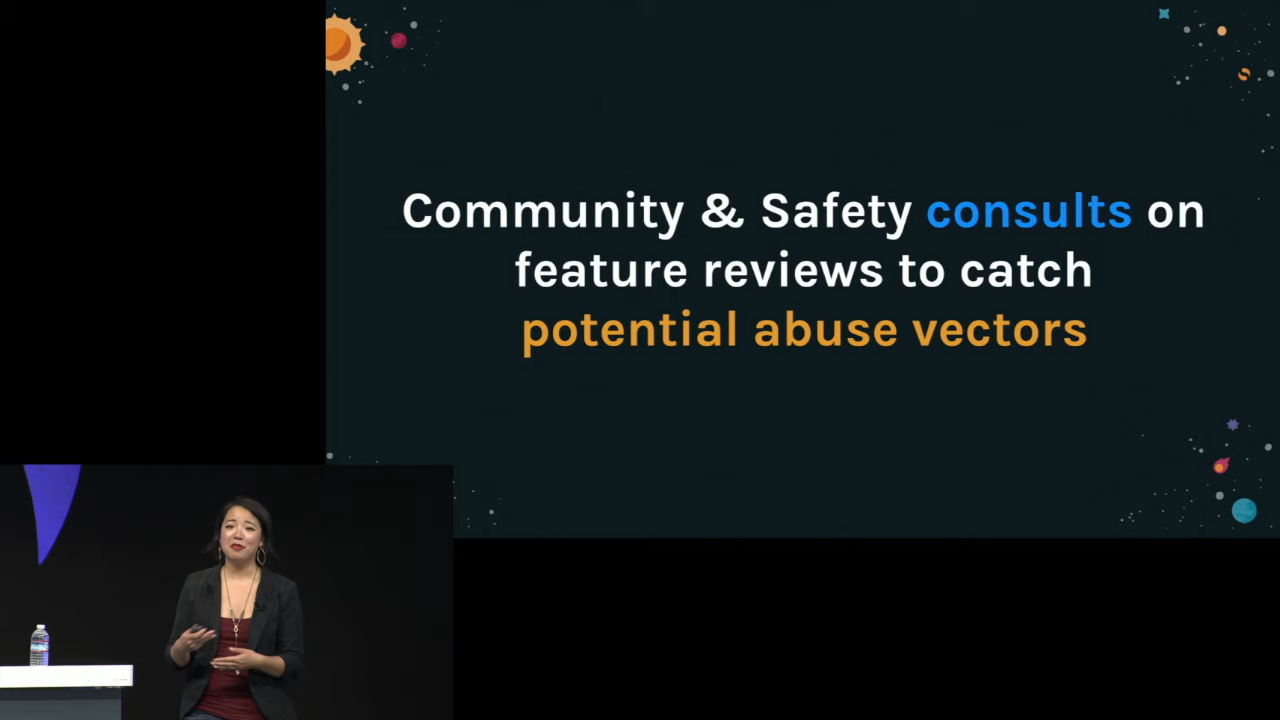 Community & Safety consults on
feature reviews to catch
potential abuse vectors